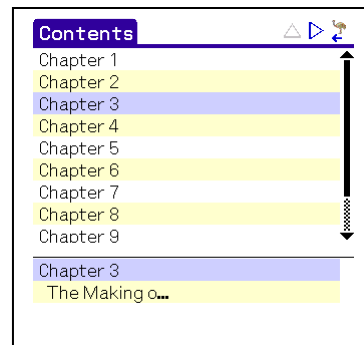 Contents
Chapter 1
Chapter 2
Chapter 3
Chapter 4
Chapter 5
Chapter 6
Chapter 7
Chapter 8
Chapter 9
Chapter 3
The Making o...